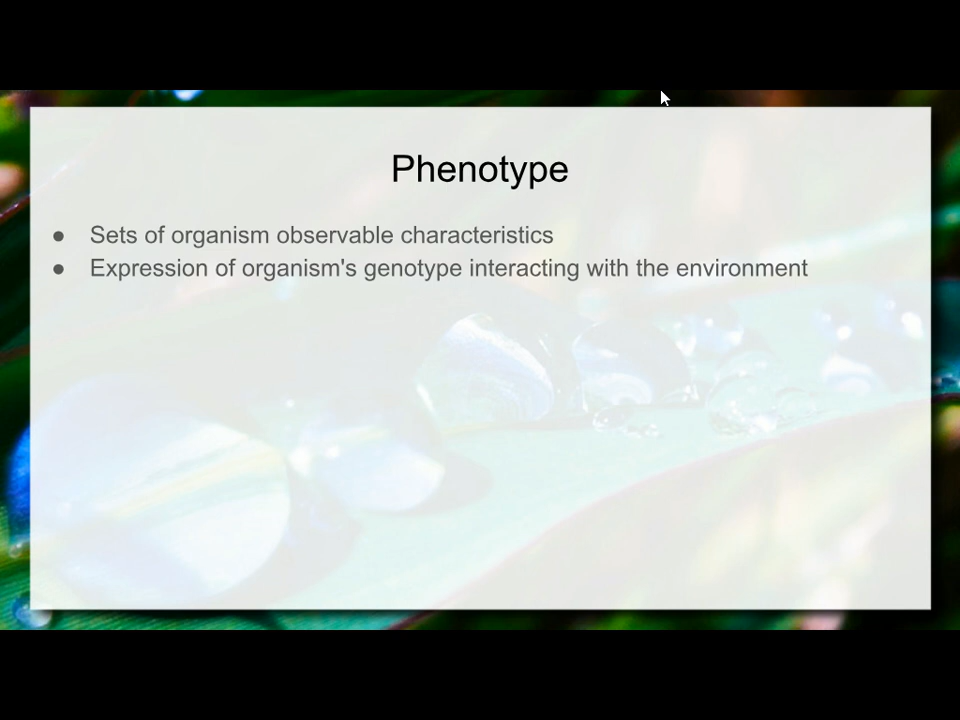 Phenotype
● Sets of organism observable characteristics
● Expression of organism's genotype interacting with the environment